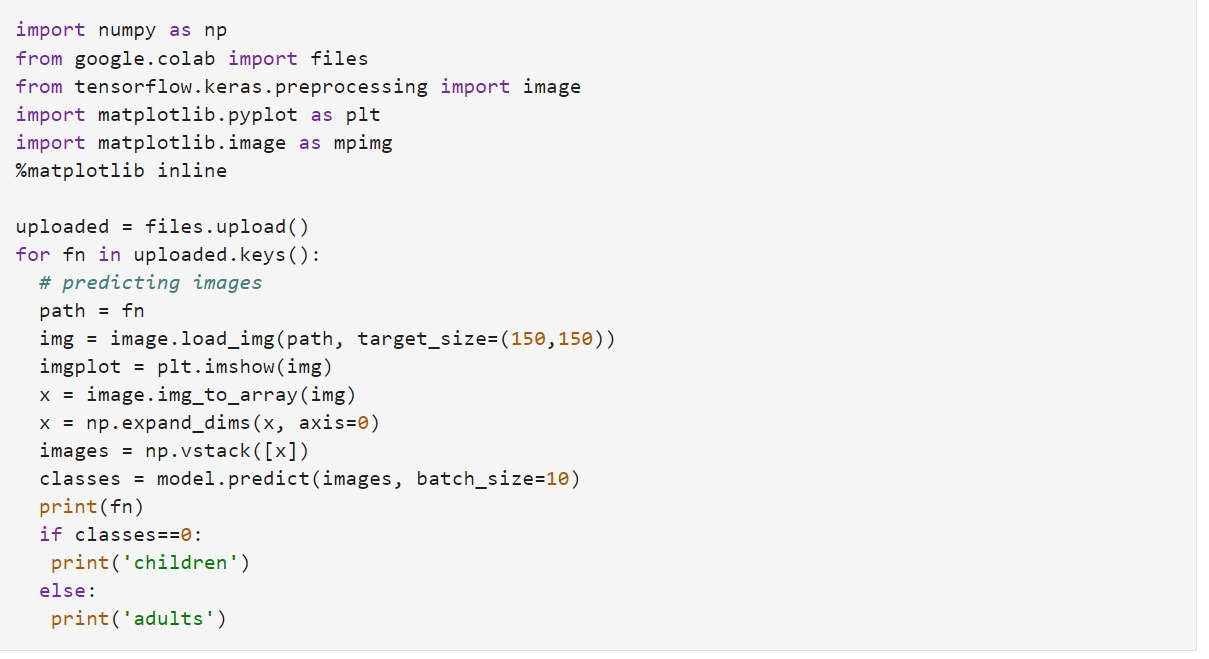 import numpy as np
from google.colab import files
from tensorflow.keras.preprocessing import image
import matplotlib.pyplot as plt
import matplotlib.image as mpimg
%matplotlib inline

uploaded = files.upload()
for fn in uploaded.keys():
  # predicting images
  path = fn
  img = image.load_img(path, target_size=(150,150))
  imgplot = plt.imshow(img)
  x = image.img_to_array(img)
  x = np.expand_dims(x, axis=0)
  images = np.vstack([x])
  classes = model.predict(images, batch_size=10)
  print(fn)
  if classes==0:
   print('children')
  else:
   print('adults')